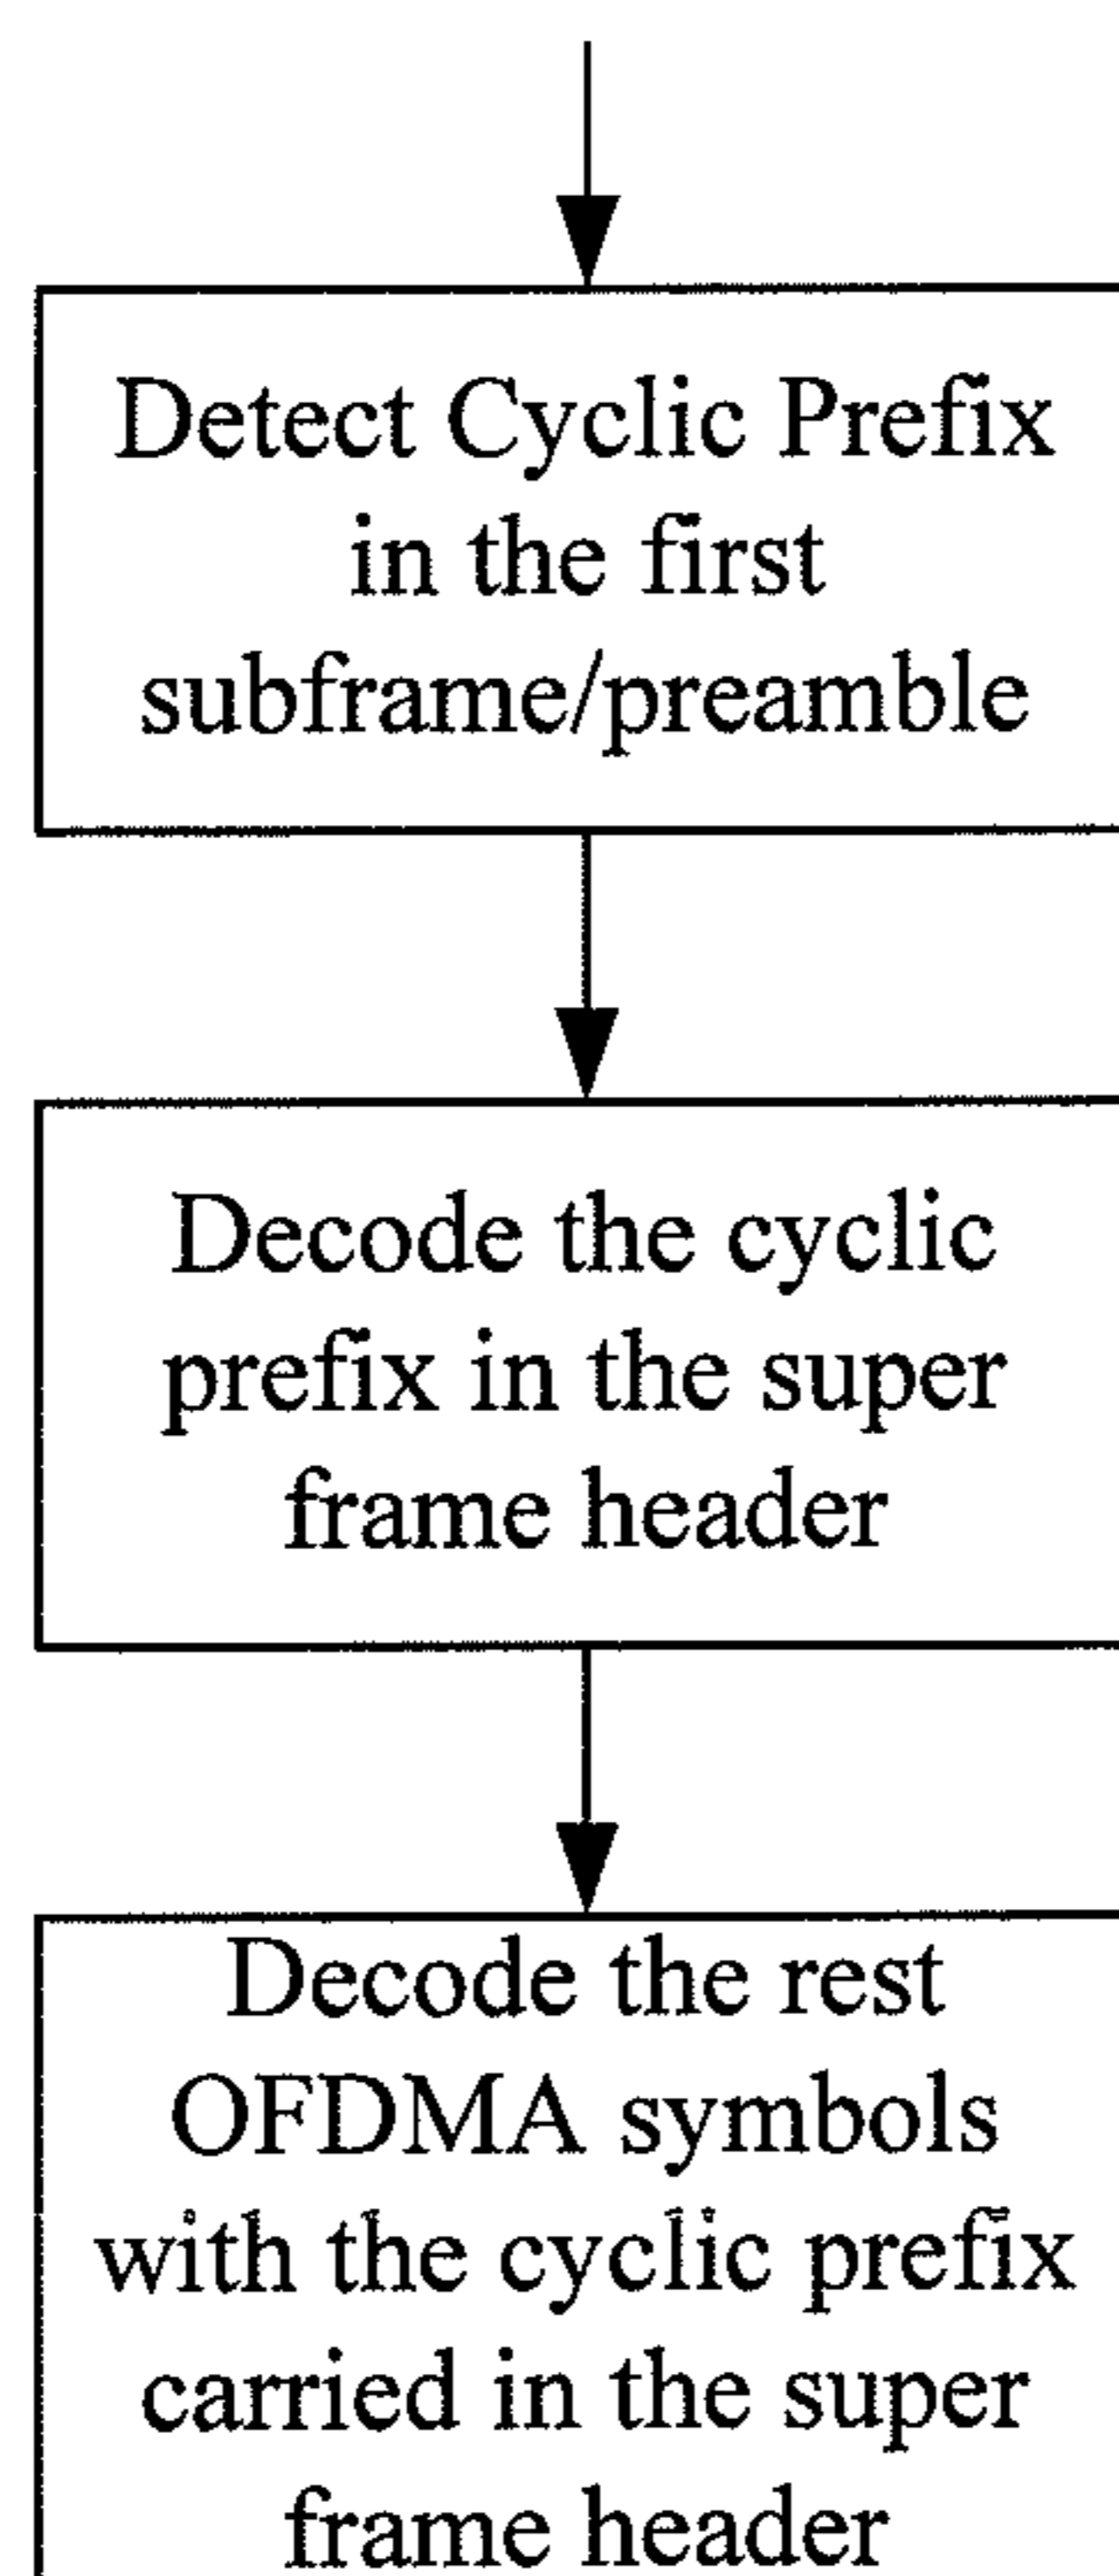 Detect Cyclic Prefix
in the first
subframe/preamble
Decode the cyclic
prefix in the super
frame header
Decode the rest
OFDMA symbols
with the cyclic prefix
carried in the super
frame header